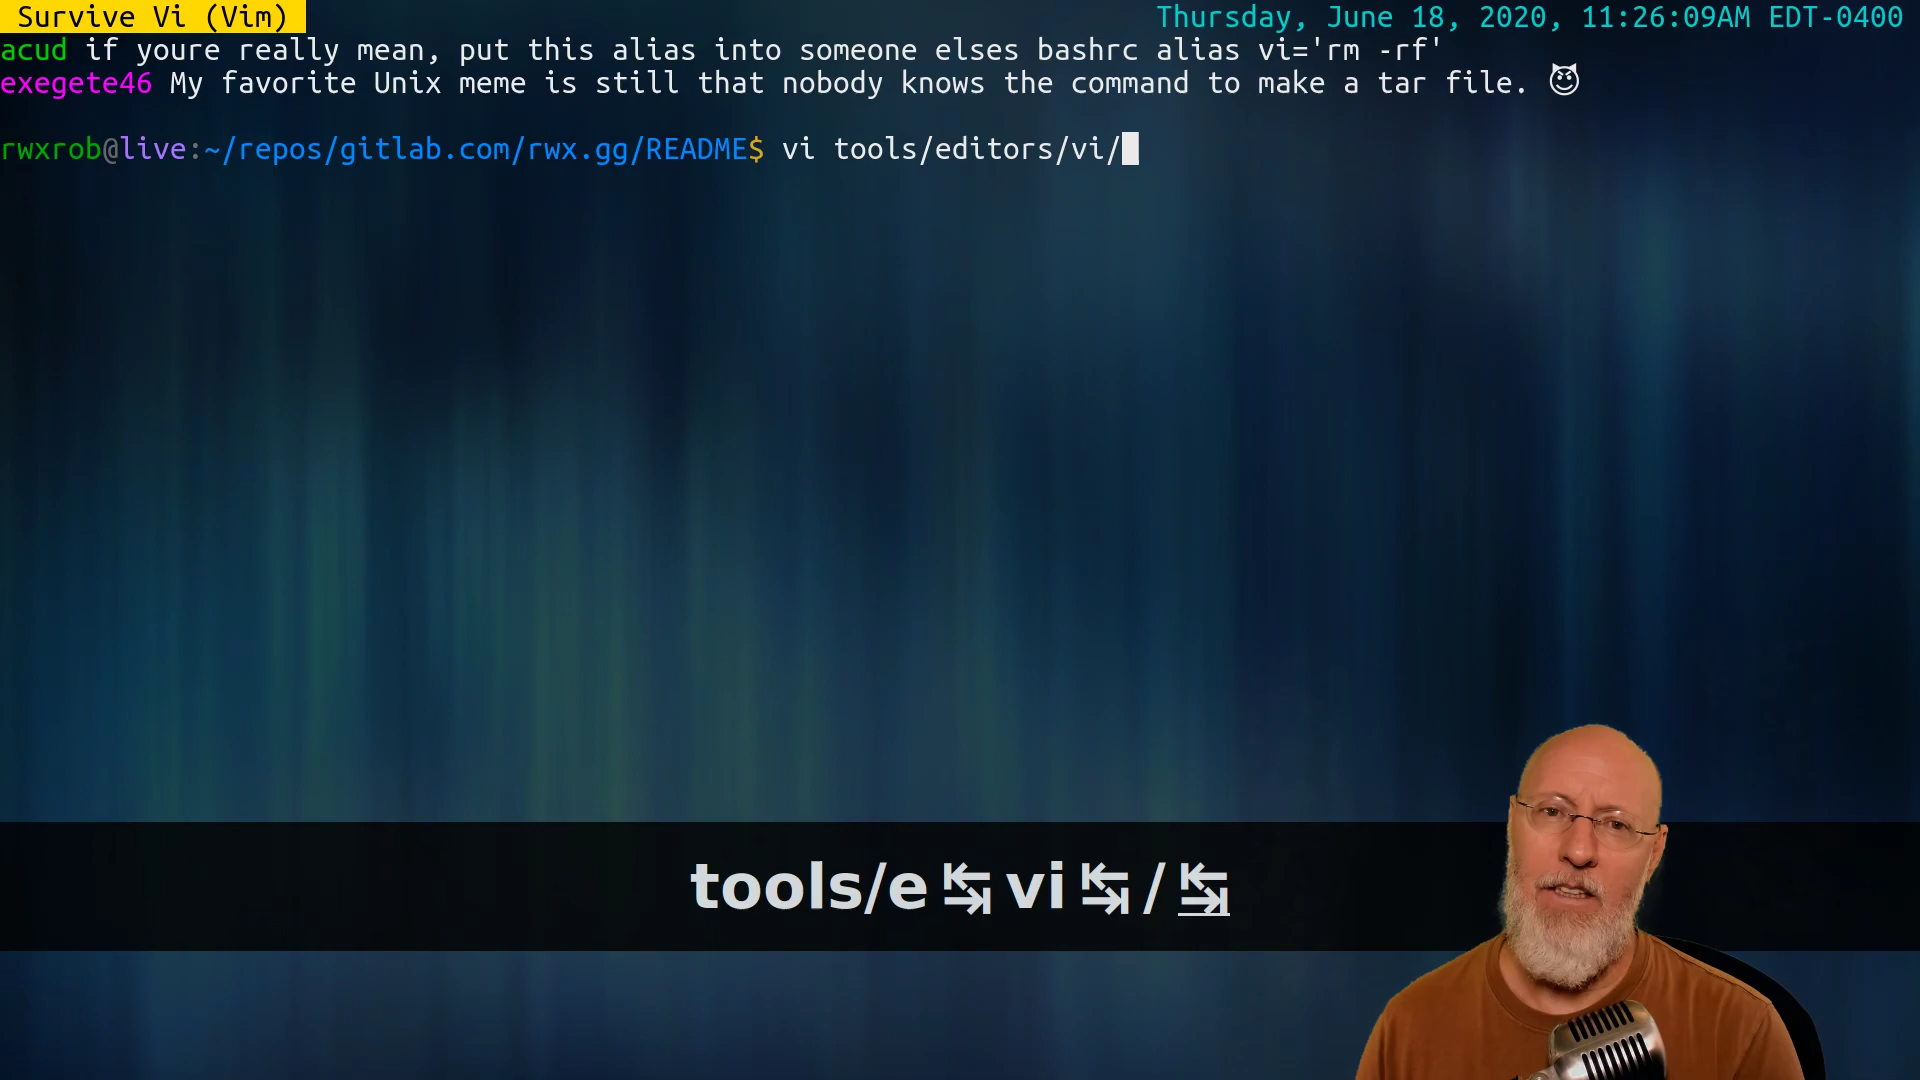 Survive Vi (Vim)
Thursday, June 18, 2020, 11:26:09AM EDT-0400
acud if youre really mean, put this alias into someone elses bashrc alias vi='rm -rf'
exegete46 My favorite Unix meme is still that nobody knows the command to make a tar file. 😈
rwxrob@live:~/repos/gitlab.com/rwx.gg/README$ vi tools/editors/vi/
tools/e↹vi↹/↹